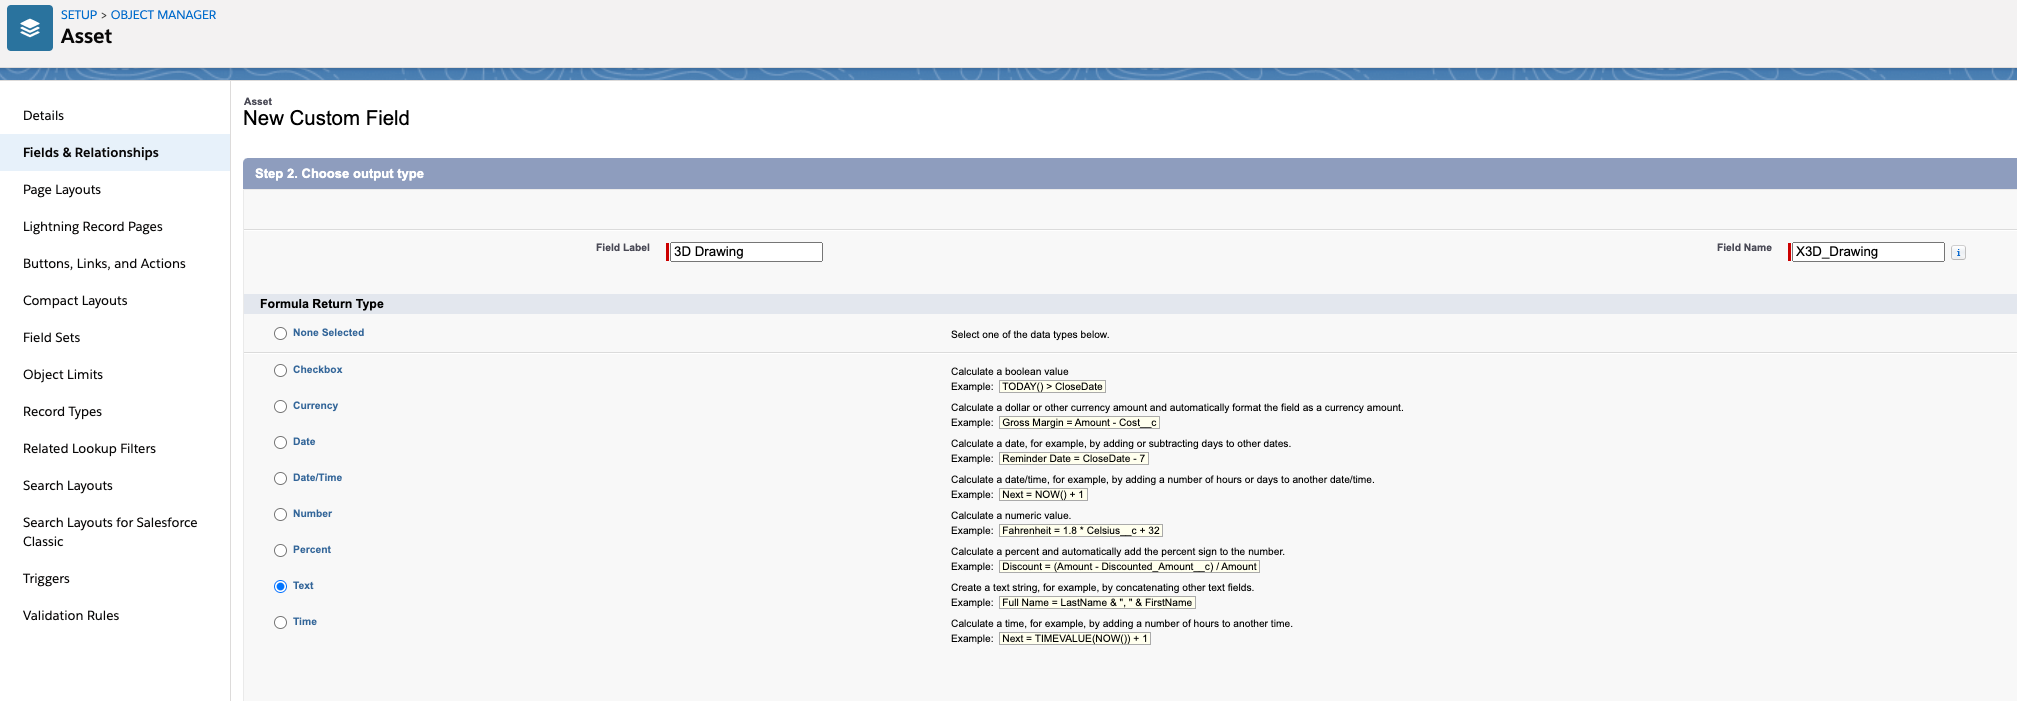 SETUP > OBJECT MANAGER
Asset
Details
Fields & Relationships
Page Layouts
Lightning Record Pages
Buttons, Links, and Actions
Compact Layouts
Field Sets
Object Limits
Record Types
Related Lookup Filters
Search Layouts
Search Layouts for Salesforce
Classic
Triggers
Validation Rules
Asset
New Custom Field
Step 2. Choose output type
Field Label 3D Drawing Field Name X3D_Drawing i
Formula Return Type
None Selected Select one of the data types below.
Checkbox Calculate a boolean value
Example: TODAY() > CloseDate
Currency Calculate a dollar or other currency amount and automatically format the field as a currency amount.
Example: Gross Margin = Amount - Cost__c
Date Calculate a date, for example, by adding or subtracting days to other dates.
Example: Reminder Date = CloseDate - 7
Date/Time Calculate a date/time, for example, by adding a number of hours or days to another date/time.
Example: Next = NOW() + 1
Number Calculate a numeric value.
Example: Fahrenheit = 1.8 * Celsius__c + 32
Percent Calculate a percent and automatically add the percent sign to the number.
Example: Discount = (Amount - Discounted_Amount__c) / Amount
Text Create a text string, for example, by concatenating other text fields.
Example: Full Name = LastName & ", " & FirstName
Time Calculate a time, for example, by adding a number of hours to another time.
Example: Next = TIMEVALUE(NOW()) + 1